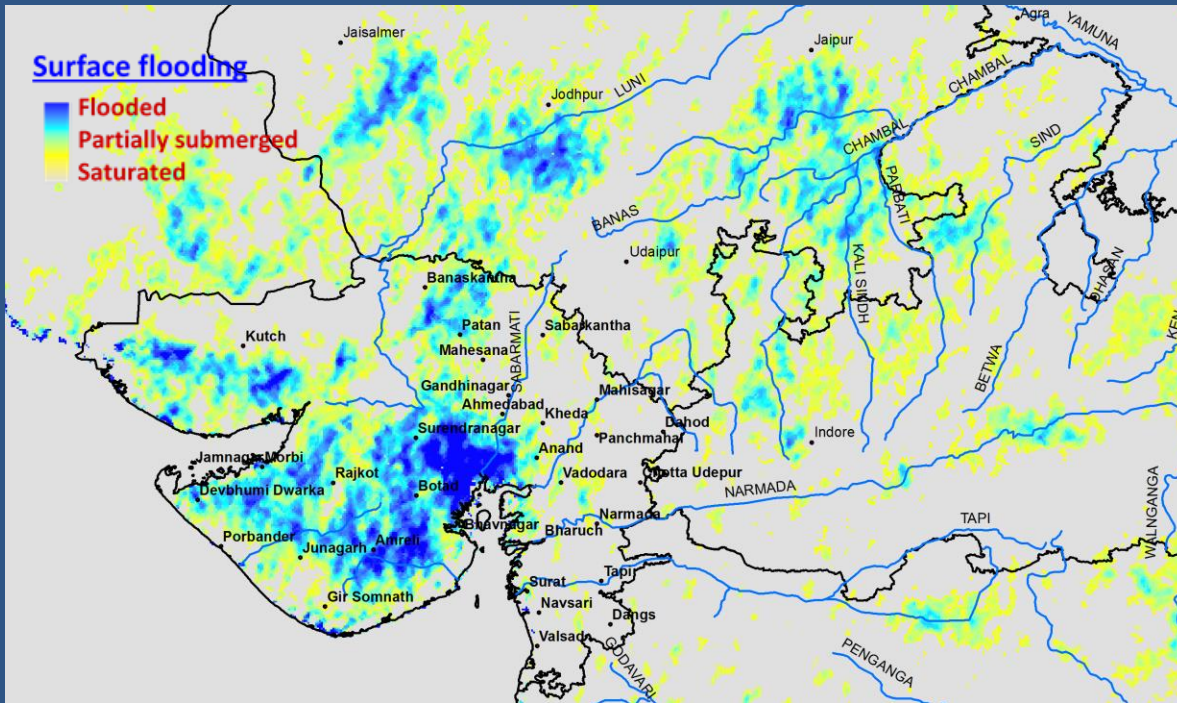 Surface flooding
Flooded
Partially submerged
Saturated
Jaisalmer
Jodhpur
LUNI
Jaipur
Agra
YAMUNA
CHAMBAL
CHAMBAL
SIND
PARBATI
BANAS
Udaipur
KALI SINDH
DHASAN
KEN
BETWA
Banaskantha
Patan
Sabarkantha
SABARMATI
Kutch
Mahesana
Gandhinagar
Ahmedabad
Mahisagar
Kheda
Surendranagar
Dahod
Panchmahal
Indore
Anand
Jamnagar
Morbi
Rajkot
Vadodara
Chotta Udepur
Devbhumi Dwarka
Botad
NARMADA
WAINGANGA
Bhavnagar
Narmada
Bharuch
TAPI
Porbander
Junagarh
Amreli
Tapi
Surat
Gir Somnath
Navsari
Dangs
Valsad
GODAVARI
PENGANGA